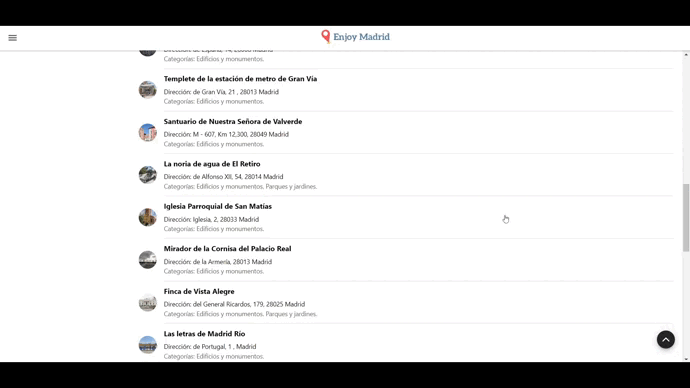 Enjoy Madrid
Dirección: de España, 14, 28008 Madrid
Categorías: Edificios y monumentos.
Templete de la estación de metro de Gran Vía
Dirección: de Gran Vía, 21 , 28013 Madrid
Categorías: Edificios y monumentos.
Santuario de Nuestra Señora de Valverde
Dirección: M - 607, Km 12,300, 28049 Madrid
Categorías: Edificios y monumentos.
La noria de agua de El Retiro
Dirección: de Alfonso XII, 54, 28014 Madrid
Categorías: Edificios y monumentos. Parques y jardines.
Iglesia Parroquial de San Matías
Dirección: Iglesia, 2, 28033 Madrid
Categorías: Edificios y monumentos.
Mirador de la Cornisa del Palacio Real
Dirección: de la Armería, 28013 Madrid
Categorías: Edificios y monumentos.
Finca de Vista Alegre
Dirección: del General Ricardos, 179, 28025 Madrid
Categorías: Edificios y monumentos. Parques y jardines.
Las letras de Madrid Río
Dirección: de Portugal, 1 , Madrid
Categorías: Edificios y monumentos.